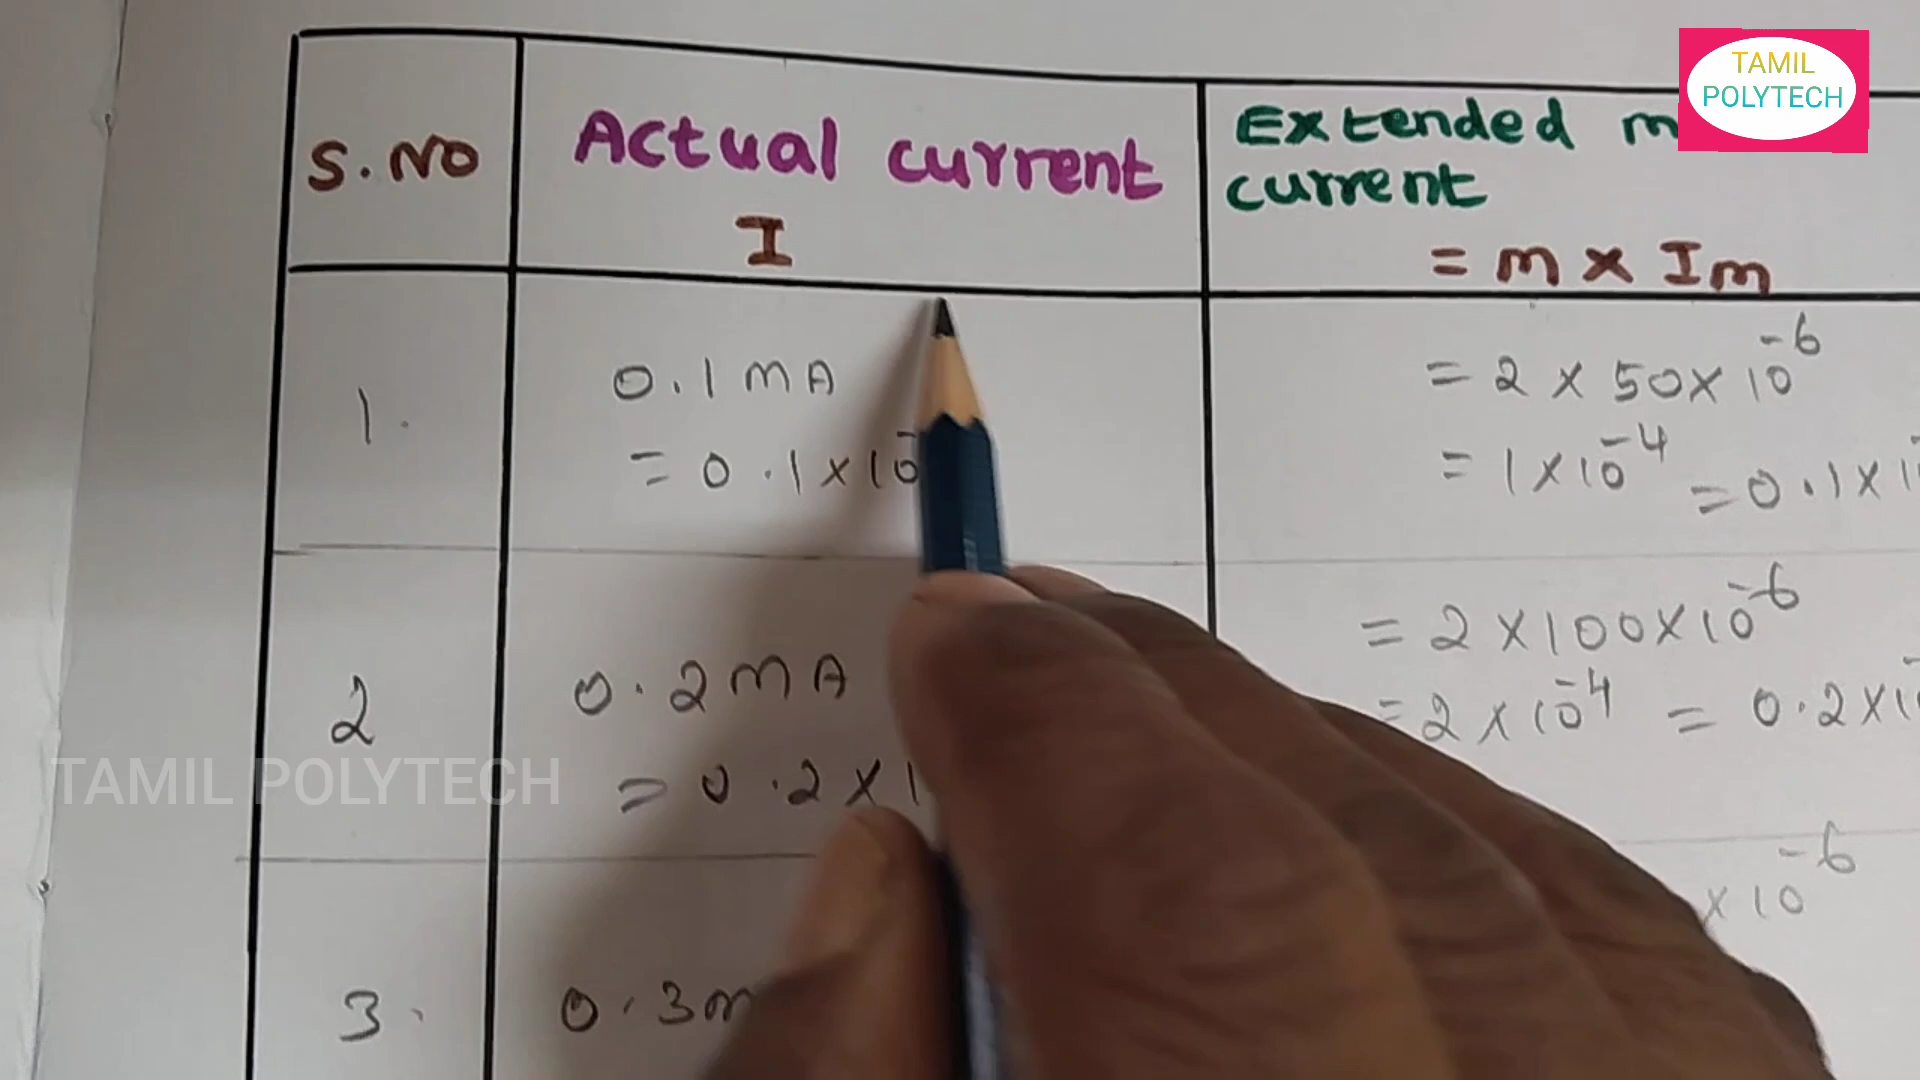 TAMIL
POLYTECH
S.NO
Actual current
I
Extended
current
= m x Im
1.
0.1 mA
= 0.1 x 10
= 2 x 50 x 10⁻⁶
= 1 x 10⁻⁴ = 0.1 x 1
2
0.2 mA
= 0.2 x 1
= 2 x 100 x 10⁻⁶
= 2 x 10⁻⁴ = 0.2 x 1
TAMIL POLYTECH
3.
0.3m
x 10⁻⁶